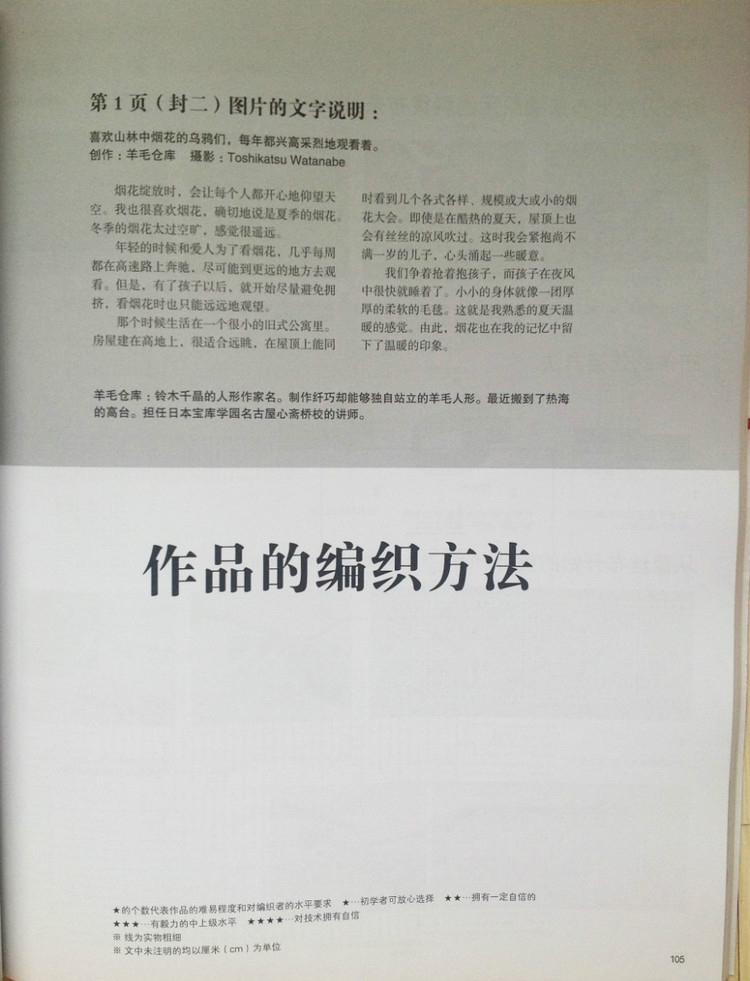 第1页（封二）图片的文字说明：
喜欢山林中烟花的乌鸦们，每年都兴高采烈地观看着。
创作：羊毛仓库 摄影：Toshikatsu Watanabe
烟花绽放时，会让每个人都开心地仰望天
空。我也很喜欢烟花，确切地说是夏季的烟花。
冬季的烟花太过空旷，感觉很遥远。
年轻的时候和爱人为了看烟花，几乎每周
都在高速路上奔驰，尽可能到更远的地方去观
看。但是，有了孩子以后，就开始尽量避免拥
挤，看烟花时也只能远远地观望。
那个时候生活在一个很小的旧式公寓里。
房屋建在高地上，很适合远眺，在屋顶上能同
时看到几个各式各样、规模或大或小的烟
花大会。即使是在酷热的夏天，屋顶上也
会有丝丝的凉风吹过。这时我会紧抱尚不
满一岁的儿子，心头涌起一些暖意。
我们争着抢着抱孩子，而孩子在夜风
中很快就睡着了。小小的身体就像一团厚
厚的柔软的毛毯。这就是我熟悉的夏天温
暖的感觉。由此，烟花也在我的记忆中留
下了温暖的印象。
羊毛仓库：铃木千晶的人形作家名。制作纤巧却能够独自站立的羊毛人形。最近搬到了热海
的高台。担任日本宝库学园名古屋心斋桥校的讲师。
作品的编织方法
★的个数代表作品的难易程度和对编织者的水平要求 ★…初学者可放心选择 ★★…拥有一定自信的
★★★…有毅力的中上级水平 ★★★★…对技术拥有自信
※ 线为实物粗细
※ 文中未注明的均以厘米（cm）为单位
105